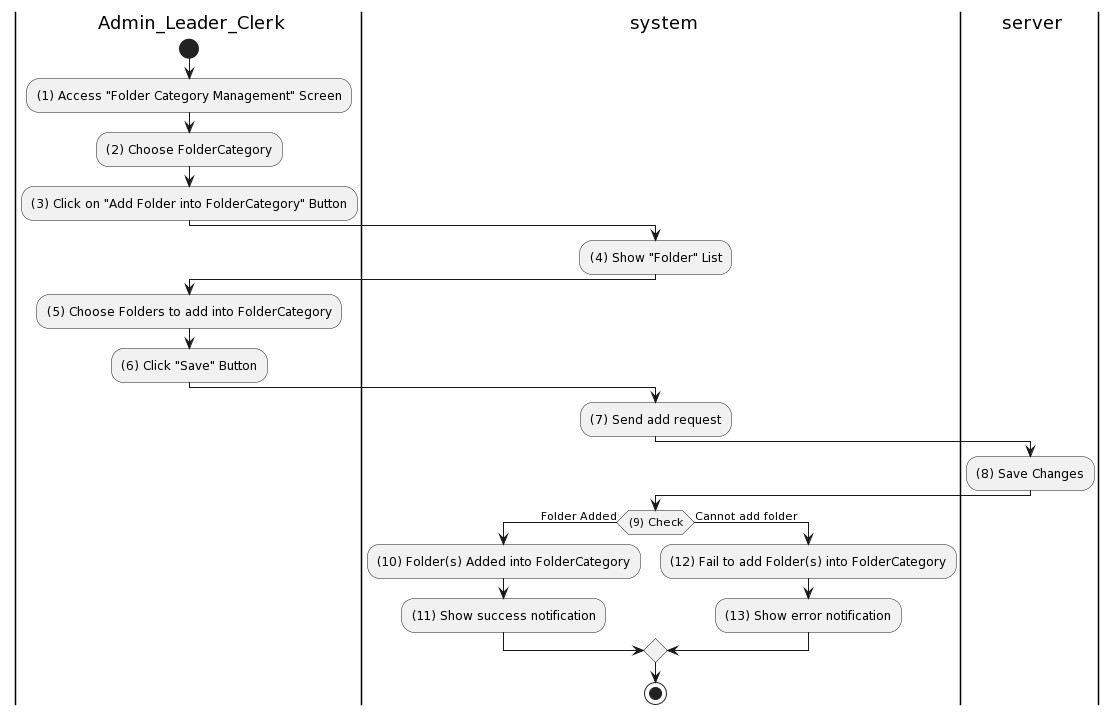 Admin_Leader_Clerk
system
server
(1) Access "Folder Category Management" Screen
(2) Choose FolderCategory
(3) Click on "Add Folder into FolderCategory" Button
(4) Show "Folder" List
(5) Choose Folders to add into FolderCategory
(6) Click "Save" Button
(7) Send add request
(8) Save Changes
Folder Added
(9) Check
Cannot add folder
(10) Folder(s) Added into FolderCategory
(12) Fail to add Folder(s) into FolderCategory
(11) Show success notification
(13) Show error notification